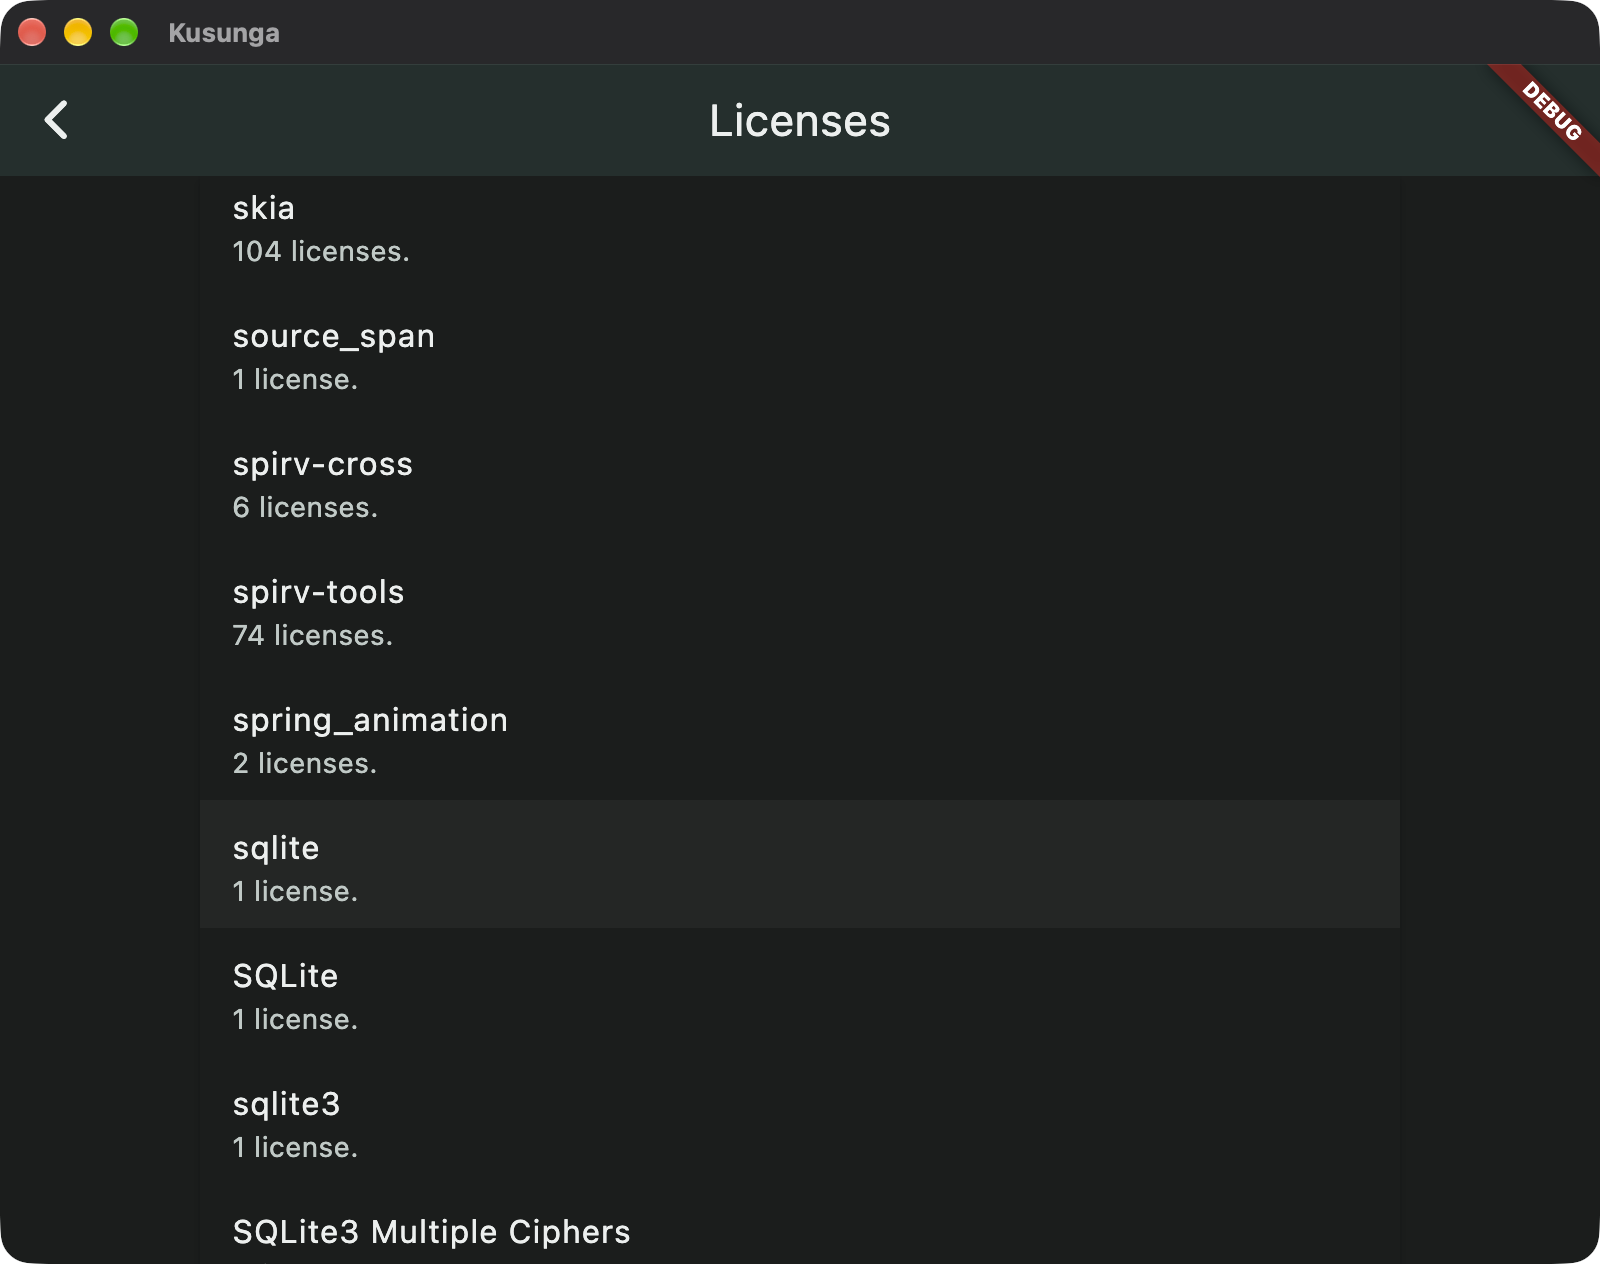 Kusunga
Licenses
DEBUG
skia
104 licenses.
source_span
1 license.
spirv-cross
6 licenses.
spirv-tools
74 licenses.
spring_animation
2 licenses.
sqlite
1 license.
SQLite
1 license.
sqlite3
1 license.
SQLite3 Multiple Ciphers